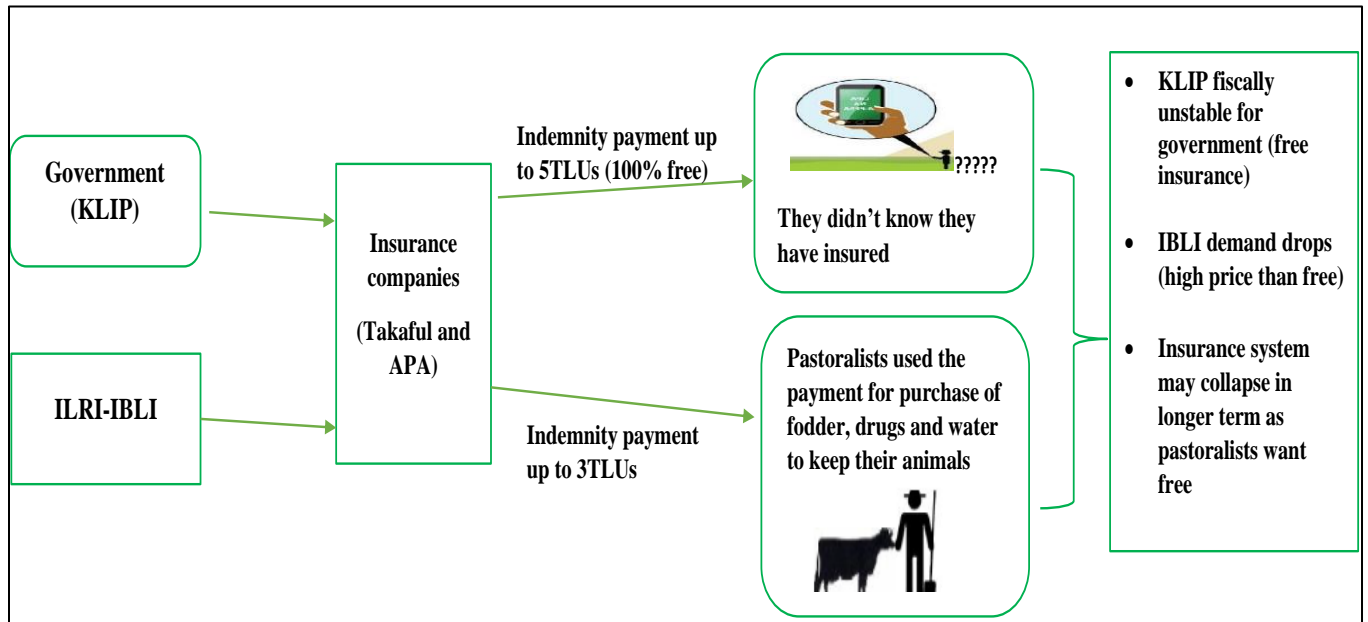 Government
(KLIP)
ILRI-IBLI
Insurance
companies
(Takaful and
APA)
Indemnity payment up
to 5TLUs (100% free)
Indemnity payment
up to 3TLUs
?????
They didn’t know they
have insured
Pastoralists used the
payment for purchase of
fodder, drugs and water
to keep their animals
• KLIP fiscally
unstable for
government (free
insurance)
• IBLI demand drops
(high price than free)
• Insurance system
may collapse in
longer term as
pastoralists want
free